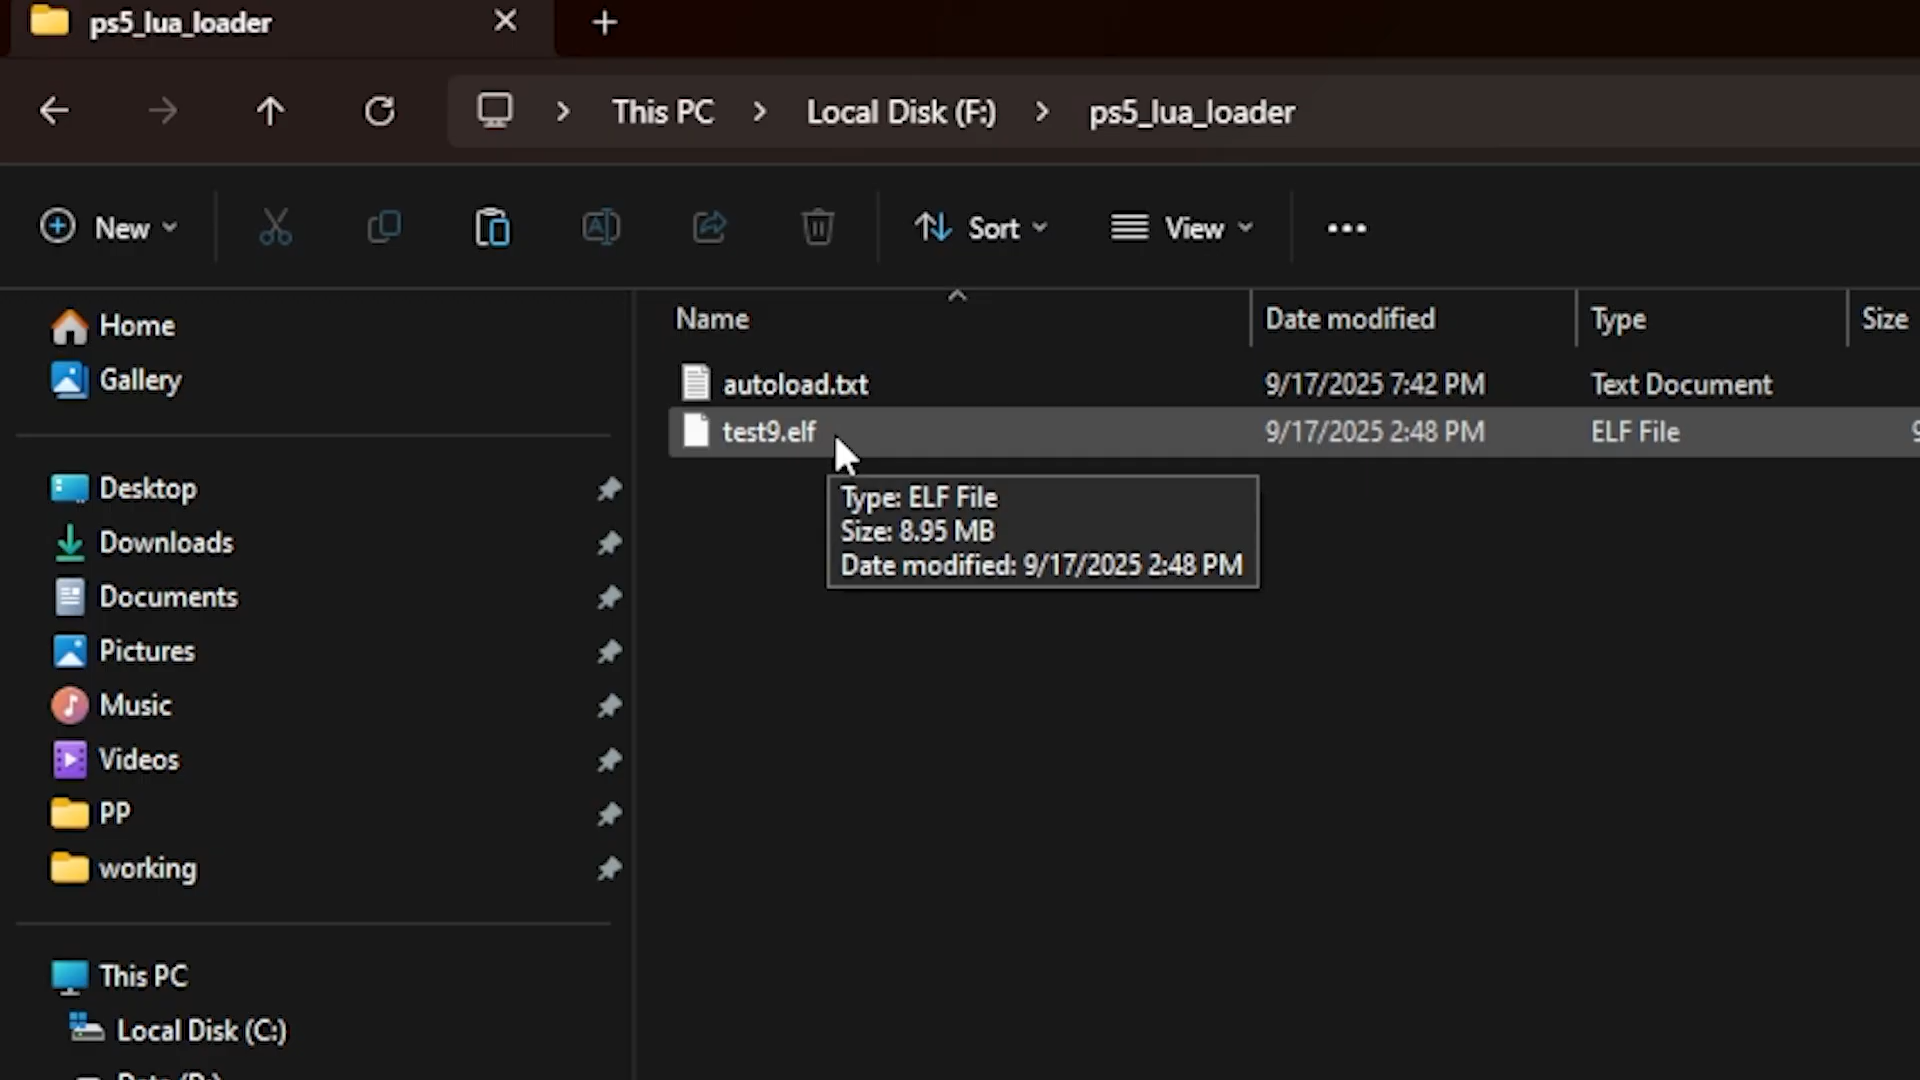 ps5_lua_loader
This PC
Local Disk (F:)
ps5_lua_loader
New
Sort
View
Home
Gallery
Desktop
Downloads
Documents
Pictures
Music
Videos
PP
working
This PC
Local Disk (C:)
Name
Date modified
Type
Size
autoload.txt
9/17/2025 7:42 PM
Text Document
test9.elf
9/17/2025 2:48 PM
ELF File
Type: ELF File
Size: 8.95 MB
Date modified: 9/17/2025 2:48 PM